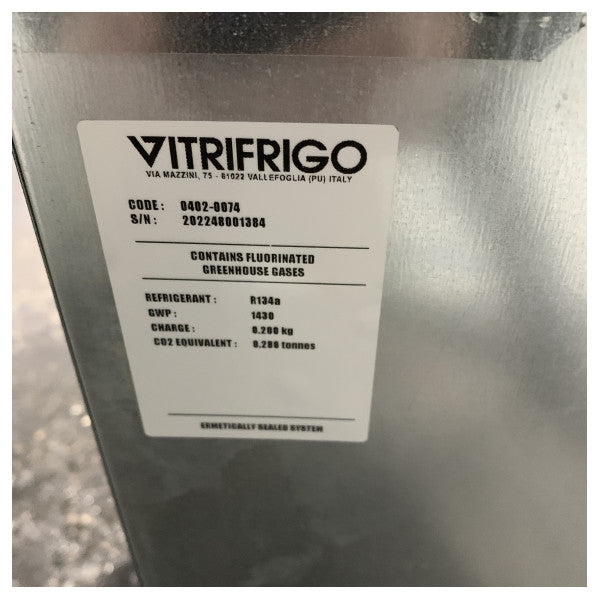 VITRIFRIGO
VIA MAZZINI, 75 - 61022 VALLEFOGLIA (PU) ITALY
CODE: 0402-0074
S/N: 202248001384
CONTAINS FLUORINATED
GREENHOUSE GASES
REFRIGERANT: R134a
GWP: 1430
CHARGE: 0.200 kg
CO2 EQUIVALENT: 0.286 tonnes
ERMETICALLY SEALED SYSTEM